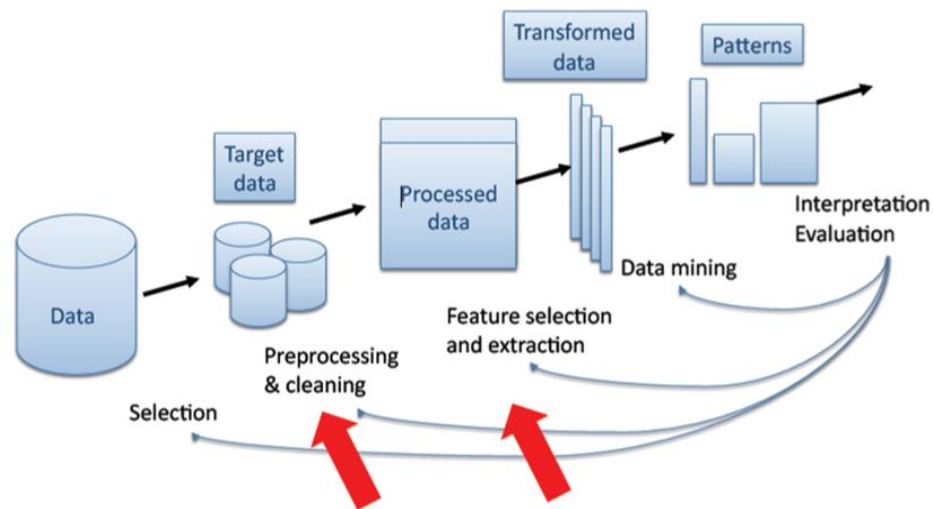 Transformed
data
Patterns
Target
data
Processed
data
Data
Interpretation
Evaluation
Data mining
Feature selection
and extraction
Preprocessing
& cleaning
Selection